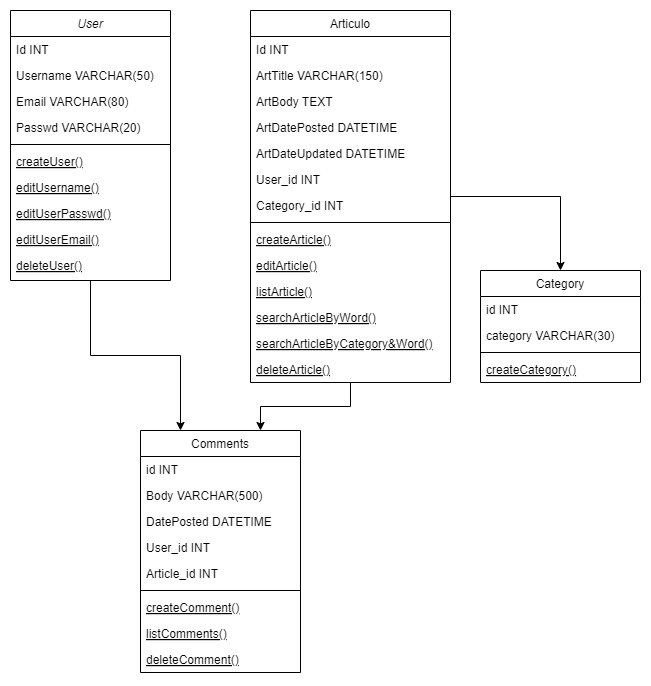 User
Id INT
Username VARCHAR(50)
Email VARCHAR(80)
Passwd VARCHAR(20)
createUser()
editUsername()
editUserPasswd()
editUserEmail()
deleteUser()
Articulo
Id INT
ArtTitle VARCHAR(150)
ArtBody TEXT
ArtDatePosted DATETIME
ArtDateUpdated DATETIME
User_id INT
Category_id INT
createArticle()
editArticle()
listArticle()
searchArticleByWord()
searchArticleByCategory&Word()
deleteArticle()
Category
id INT
category VARCHAR(30)
createCategory()
Comments
id INT
Body VARCHAR(500)
DatePosted DATETIME
User_id INT
Article_id INT
createComment()
listComments()
deleteComment()